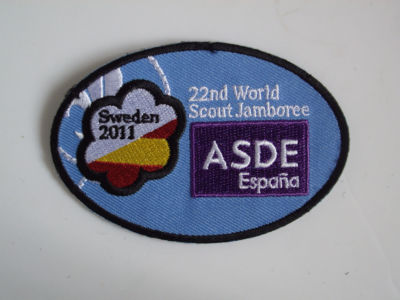 Sweden
2011
22nd World
Scout Jamboree
ASDE
España